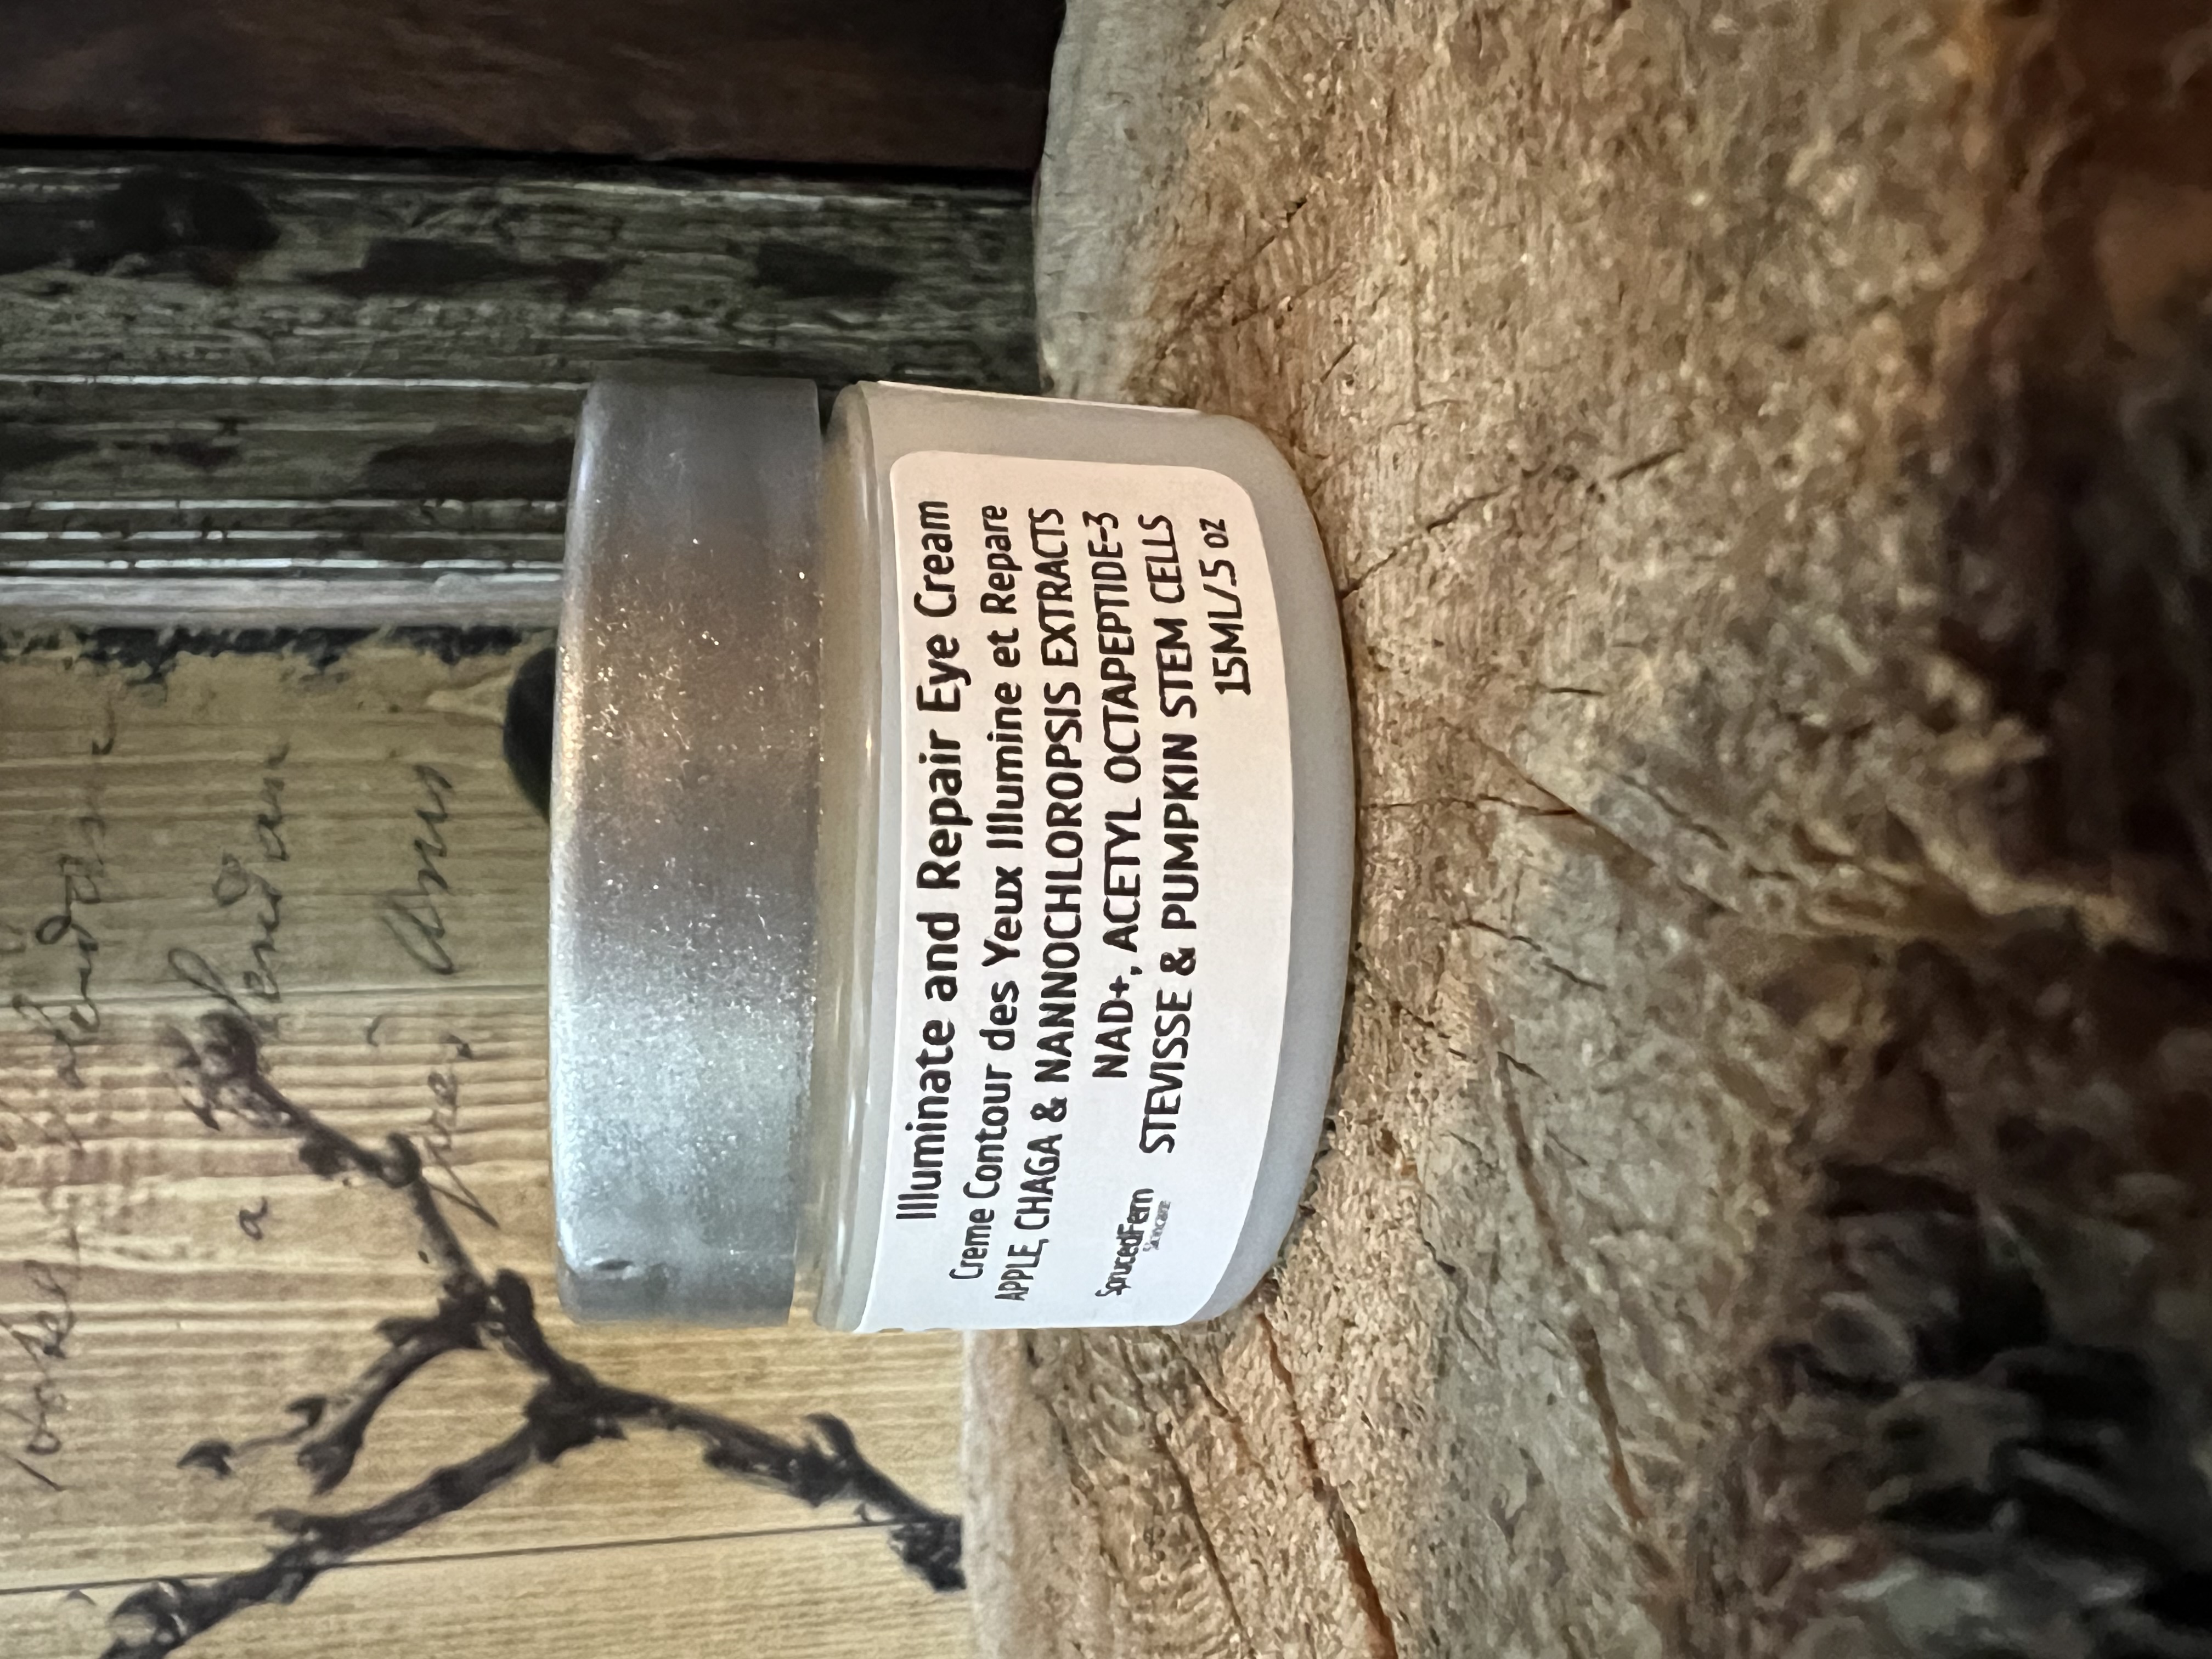 Illuminate and Repair Eye Cream
Creme Contour des Yeux Illumine et Repare
APPLE, CHAGA & NANNOCHLOROPSIS EXTRACTS
NAD+, ACETYL OCTAPEPTIDE-3
STEVISSE & PUMPKIN STEM CELLS
15ML/.5 oz
SprucedFern
Skincare